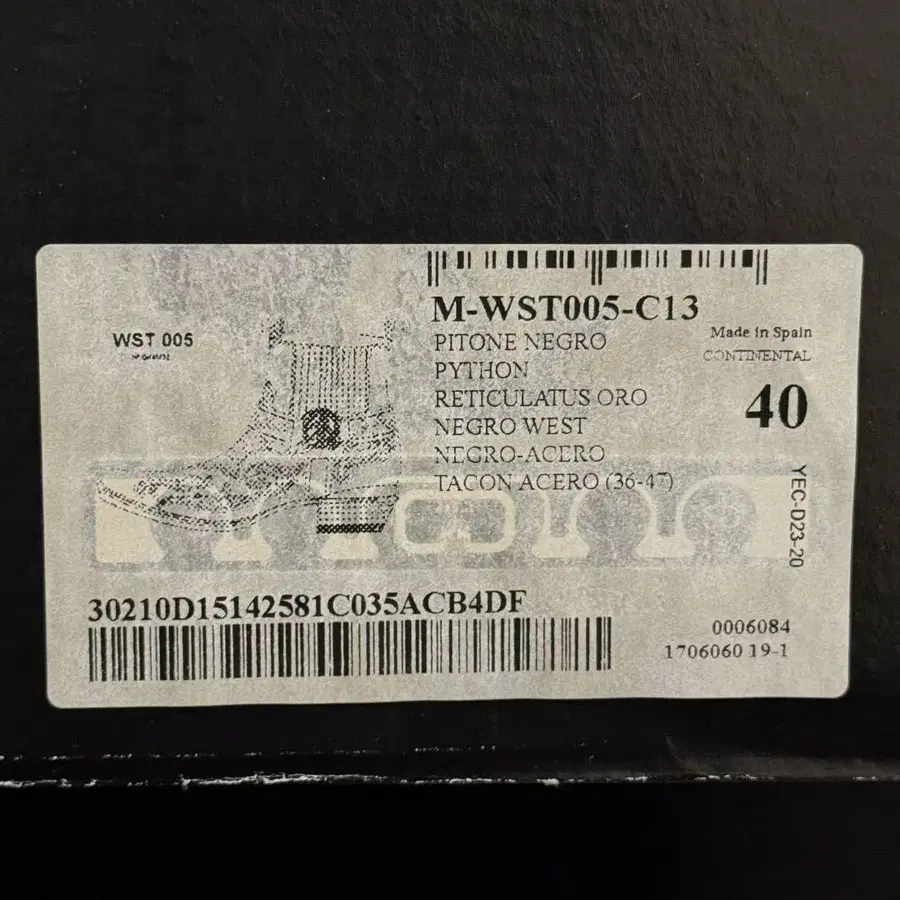 WST 005
M-WST005-C13
PITONE NEGRO
PYTHON
RETICULATUS ORO
NEGRO WEST
NEGRO-ACERO
TACON ACERO (36-47)
Made in Spain
CONTINENTAL
40
YEC-D23-20
30210D15142581C035ACB4DF
0006084
1706060 19-1